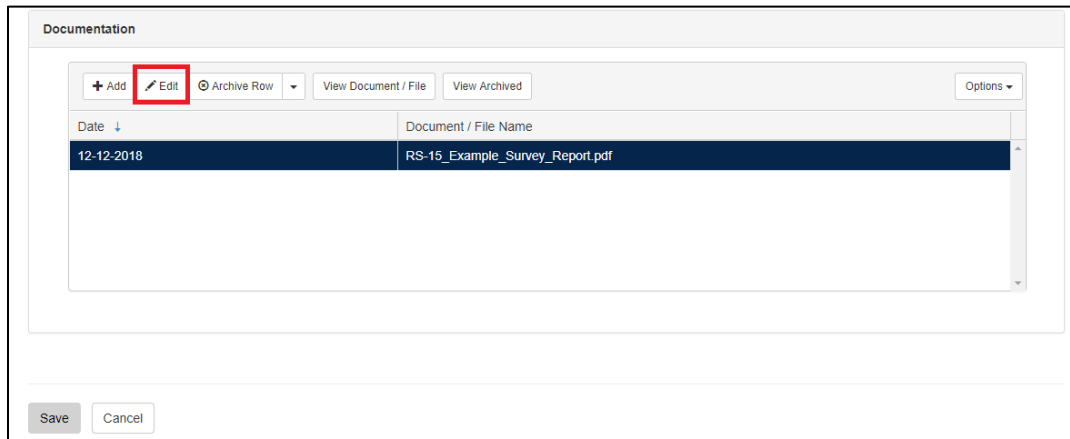 Documentation
Add Edit Archive Row View Document / File View Archived Options
Date Document / File Name
12-12-2018 RS-15_Example_Survey_Report.pdf
Save Cancel